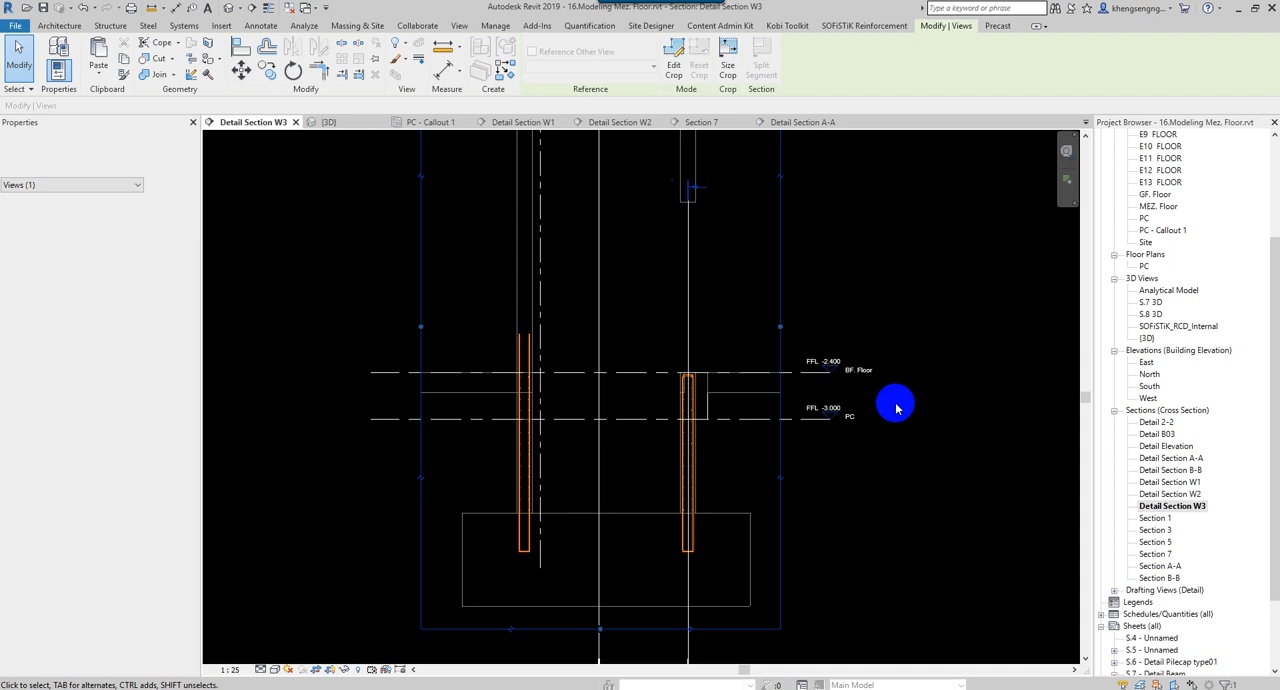 Autodesk Revit 2019 - 16.Modeling Mez. Floor.rvt - Section: Detail Section W3
Type a keyword or phrase
khengsengng...
File Architecture Structure Steel Systems Insert Annotate Analyze Massing & Site Collaborate View Manage Add-Ins Quantification Site Designer Content Admin Kit Kobi Toolkit SOFiSTiK Reinforcement Modify | Views Precast
Modify
Paste
Cope
Cut
Join
Reference Other View
Edit Crop
Reset Crop
Size Crop
Split Segment
Select Properties Clipboard Geometry Modify View Measure Create Reference Mode Crop Section
Modify | Views
Properties
Detail Section W3 {3D} PC - Callout 1 Detail Section W1 Detail Section W2 Section 7 Detail Section A-A
Project Browser - 16.Modeling Mez. Floor.rvt
Views (1)
E9 FLOOR
E10 FLOOR
E11 FLOOR
E12 FLOOR
E13 FLOOR
GF. Floor
MEZ. Floor
PC
PC - Callout 1
Site
Floor Plans
PC
3D Views
Analytical Model
S.7 3D
S.8 3D
SOFiSTiK_RCD_Internal
{3D}
Elevations (Building Elevation)
East
North
South
West
Sections (Cross Section)
Detail 2-2
Detail B03
Detail Elevation
Detail Section A-A
Detail Section B-B
Detail Section W1
Detail Section W2
Detail Section W3
Section 1
Section 3
Section 5
Section 7
Section A-A
Section B-B
Drafting Views (Detail)
Legends
Schedules/Quantities (all)
Sheets (all)
S.4 - Unnamed
S.5 - Unnamed
S.6 - Detail Pilecap type01
S.7 - Detail Beam
FFL -2.400
BF. Floor
FFL -3.000
PC
1 : 25
Click to select, TAB for alternates, CTRL adds, SHIFT unselects.
:0
Main Model
:1